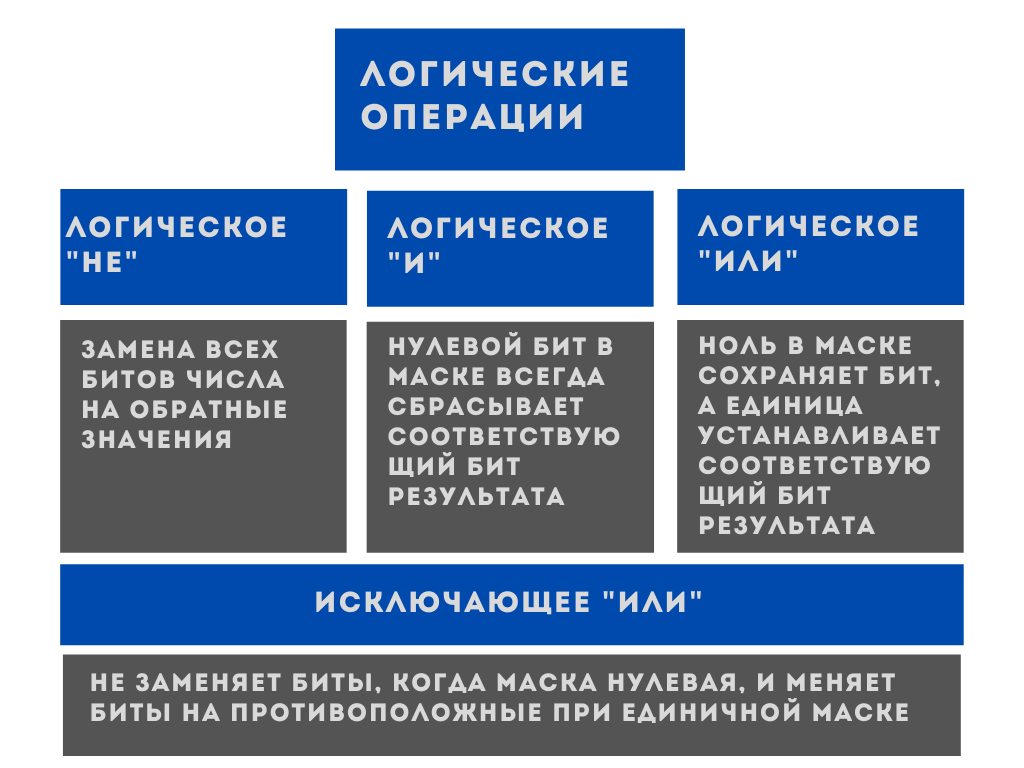 ЛОГИЧЕСКИЕ
ОПЕРАЦИИ
ЛОГИЧЕСКОЕ
"НЕ"
ЛОГИЧЕСКОЕ
"И"
ЛОГИЧЕСКОЕ
"ИЛИ"
ЗАМЕНА ВСЕХ
БИТОВ ЧИСЛА
НА ОБРАТНЫЕ
ЗНАЧЕНИЯ
НУЛЕВОЙ БИТ В
МАСКЕ ВСЕГДА
СБРАСЫВАЕТ
СООТВЕТСТВУЮ
ЩИЙ БИТ
РЕЗУЛЬТАТА
НОЛЬ В МАСКЕ
СОХРАНЯЕТ БИТ,
А ЕДИНИЦА
УСТАНАВЛИВАЕТ
СООТВЕТСТВУЮ
ЩИЙ БИТ
РЕЗУЛЬТАТА
ИСКЛЮЧАЮЩЕЕ "ИЛИ"
НЕ ЗАМЕНЯЕТ БИТЫ, КОГДА МАСКА НУЛЕВАЯ, И МЕНЯЕТ
БИТЫ НА ПРОТИВОПОЛОЖНЫЕ ПРИ ЕДИНИЧНОЙ МАСКЕ